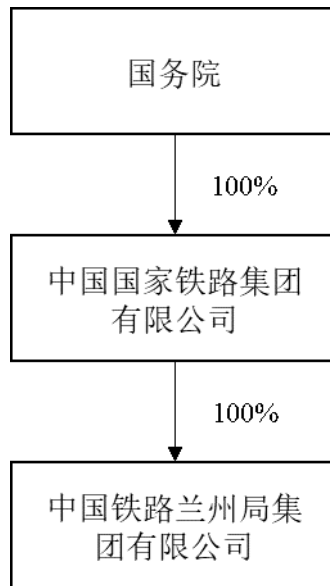 国务院
100%
中国国家铁路集团
有限公司
100%
中国铁路兰州局集
团有限公司